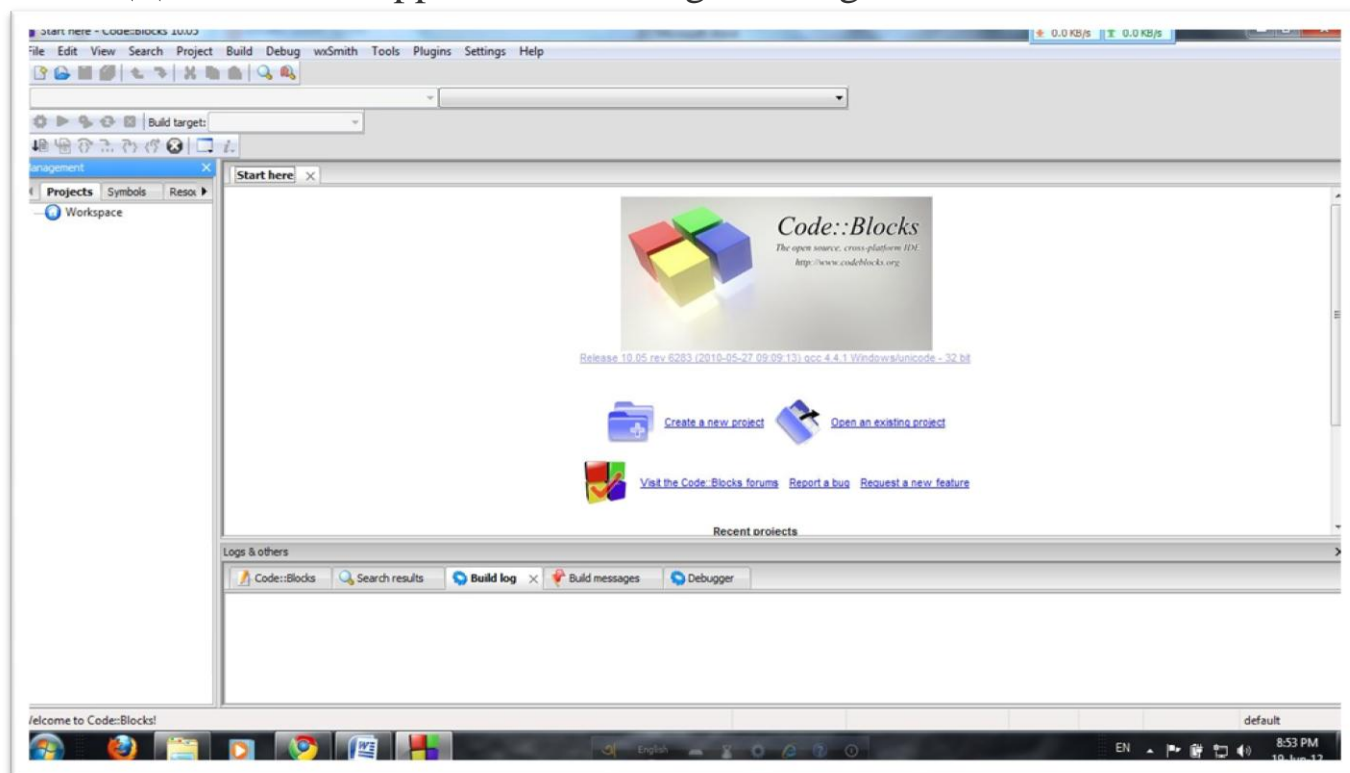 Start here - Code::Blocks 10.05
0.0 KB/s 0.0 KB/s
File Edit View Search Project Build Debug wxSmith Tools Plugins Settings Help
Build target:
Management
Projects Symbols
Start here
Workspace
Code::Blocks
The open source, cross-platform IDE
http://www.codeblocks.org
Release 10.05 rev 6283 (2010-05-27 09:09:13) gcc 4.4.1 Windows/unicode - 32 bit
Create a new project Open an existing project
Visit the Code::Blocks forums Report a bug Request a new feature
Recent projects
Logs & others
Code::Blocks Search results Build log Build messages Debugger
Welcome to Code::Blocks!
default
English
EN
8:53 PM
19-Jun-12